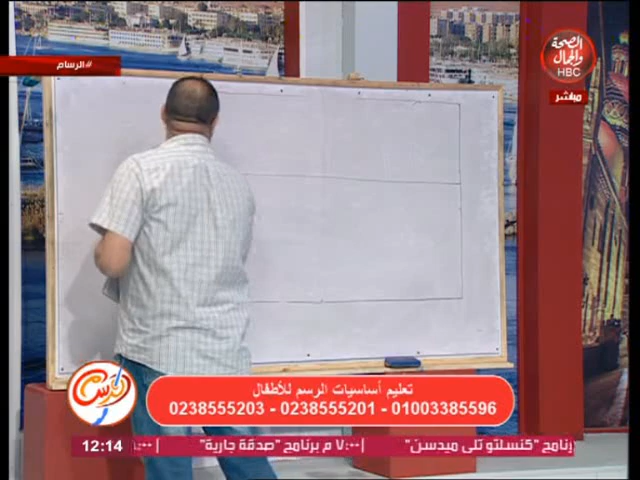 الصحة
والجمال
HBC
مباشر
#الرسام
تعليم أساسيات الرسم للأطفال
0238555203 - 0238555201 - 01003385596
12:14
رنامج "كنسلتو تلى ميدسن" ٧:٠٠ م برنامج "صدقة جارية" :٠٠